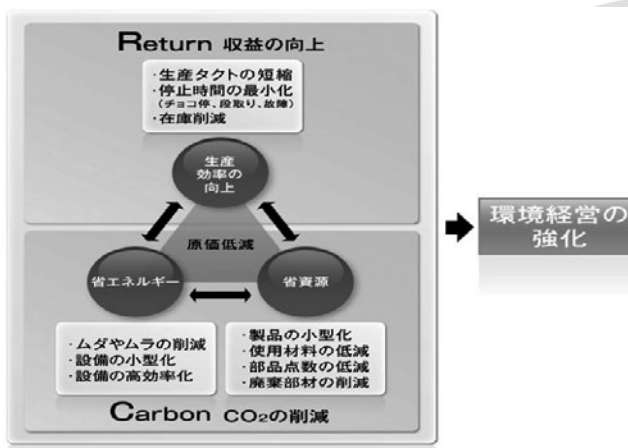 Return 収益の向上
・生産タクトの短縮
・停止時間の最小化
（チョコ停、段取り、故障）
・在庫削減
生産
効率の
向上
原価低減
省エネルギー
省資源
・ムダやムラの削減
・設備の小型化
・設備の高効率化
・製品の小型化
・使用材料の低減
・部品点数の低減
・廃棄部材の削減
Carbon CO₂の削減
環境経営の
強化